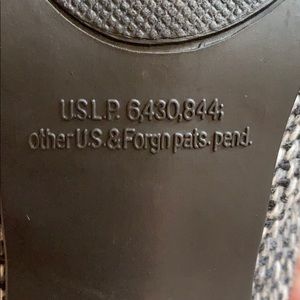 U.S.L.P. 6,430,844;
other U.S. & Forgn pats. pend.